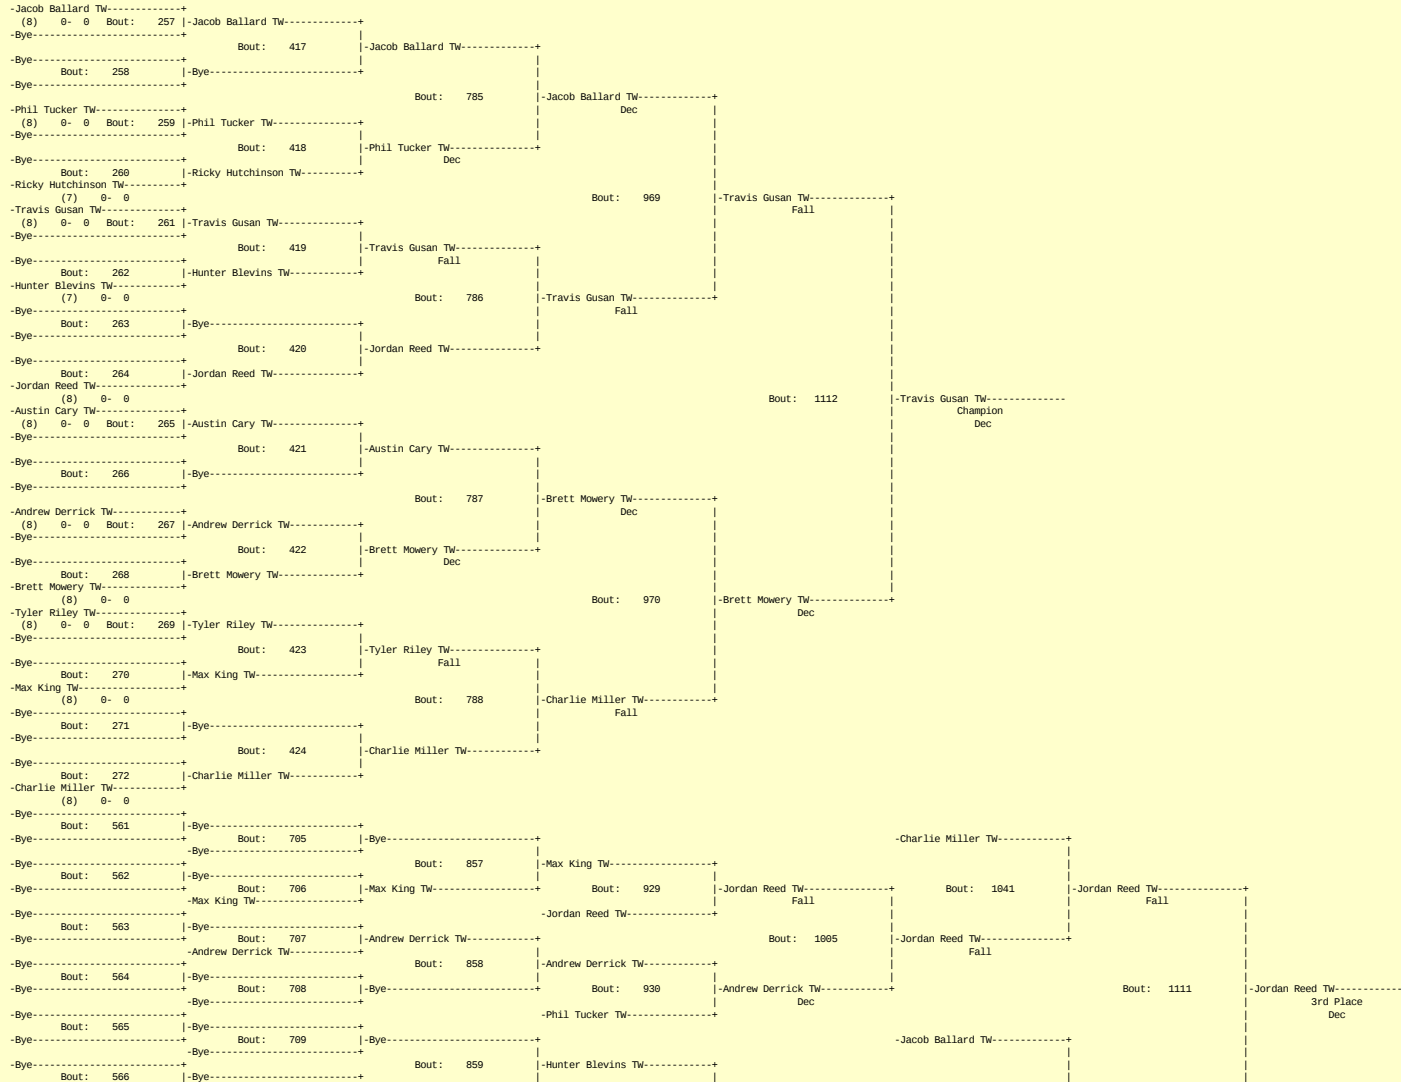 -Jacob Ballard TW-------------+
(8) 0- 0 Bout: 257 |-Jacob Ballard TW-------------+
-Bye--------------------------+ |
Bout: 417 |-Jacob Ballard TW-------------+
-Bye--------------------------+ | |
Bout: 258 |-Bye--------------------------+ |
-Bye--------------------------+ |
Bout: 785 |-Jacob Ballard TW-------------+
-Phil Tucker TW---------------+ | Dec |
(8) 0- 0 Bout: 259 |-Phil Tucker TW---------------+ | |
-Bye--------------------------+ | | |
Bout: 418 |-Phil Tucker TW---------------+ |
-Bye--------------------------+ | Dec |
Bout: 260 |-Ricky Hutchinson TW----------+ |
-Ricky Hutchinson TW----------+ |
(7) 0- 0 Bout: 969 |-Travis Gusan TW--------------+
-Travis Gusan TW--------------+ | Fall |
(8) 0- 0 Bout: 261 |-Travis Gusan TW--------------+ | |
-Bye--------------------------+ | | |
Bout: 419 |-Travis Gusan TW--------------+ | |
-Bye--------------------------+ | Fall | | |
Bout: 262 |-Hunter Blevins TW------------+ | | |
-Hunter Blevins TW------------+ | | |
(7) 0- 0 Bout: 786 |-Travis Gusan TW--------------+ |
-Bye--------------------------+ | Fall |
Bout: 263 |-Bye--------------------------+ | |
-Bye--------------------------+ | | |
Bout: 420 |-Jordan Reed TW---------------+ |
-Bye--------------------------+ | |
Bout: 264 |-Jordan Reed TW---------------+ |
-Jordan Reed TW---------------+ |
(8) 0- 0 Bout: 1112 |-Travis Gusan TW--------------
-Austin Cary TW---------------+ | Champion
(8) 0- 0 Bout: 265 |-Austin Cary TW---------------+ | Dec
-Bye--------------------------+ | |
Bout: 421 |-Austin Cary TW---------------+ |
-Bye--------------------------+ | | |
Bout: 266 |-Bye--------------------------+ | |
-Bye--------------------------+ | |
Bout: 787 |-Brett Mowery TW--------------+ |
-Andrew Derrick TW------------+ | Dec | |
(8) 0- 0 Bout: 267 |-Andrew Derrick TW------------+ | | |
-Bye--------------------------+ | | | |
Bout: 422 |-Brett Mowery TW--------------+ | |
-Bye--------------------------+ | Dec | |
Bout: 268 |-Brett Mowery TW--------------+ | |
-Brett Mowery TW--------------+ | |
(8) 0- 0 Bout: 970 |-Brett Mowery TW--------------+
-Tyler Riley TW---------------+ | Dec
(8) 0- 0 Bout: 269 |-Tyler Riley TW---------------+ |
-Bye--------------------------+ | |
Bout: 423 |-Tyler Riley TW---------------+ |
-Bye--------------------------+ | Fall | |
Bout: 270 |-Max King TW------------------+ | |
-Max King TW------------------+ | |
(8) 0- 0 Bout: 788 |-Charlie Miller TW------------+
-Bye--------------------------+ | Fall
Bout: 271 |-Bye--------------------------+ |
-Bye--------------------------+ | |
Bout: 424 |-Charlie Miller TW------------+
-Bye--------------------------+ |
Bout: 272 |-Charlie Miller TW------------+
-Charlie Miller TW------------+
(8) 0- 0
-Bye--------------------------+
Bout: 561 |-Bye--------------------------+
-Bye--------------------------+ Bout: 705 |-Bye--------------------------+ -Charlie Miller TW------------+
-Bye--------------------------+ | |
-Bye--------------------------+ Bout: 857 |-Max King TW------------------+ |
Bout: 562 |-Bye--------------------------+ | | |
-Bye--------------------------+ Bout: 706 |-Max King TW------------------+ Bout: 929 |-Jordan Reed TW---------------+ Bout: 1041 |-Jordan Reed TW---------------+
-Max King TW------------------+ | Fall | | Fall |
-Bye--------------------------+ -Jordan Reed TW---------------+ | | |
Bout: 563 |-Bye--------------------------+ | | |
-Bye--------------------------+ Bout: 707 |-Andrew Derrick TW------------+ Bout: 1005 |-Jordan Reed TW---------------+ |
-Andrew Derrick TW------------+ | | Fall |
-Bye--------------------------+ Bout: 858 |-Andrew Derrick TW------------+ | |
Bout: 564 |-Bye--------------------------+ | | | |
-Bye--------------------------+ Bout: 708 |-Bye--------------------------+ Bout: 930 |-Andrew Derrick TW------------+ Bout: 1111 |-Jordan Reed TW---------------
-Bye--------------------------+ | Dec | 3rd Place
-Bye--------------------------+ -Phil Tucker TW---------------+ | Dec
Bout: 565 |-Bye--------------------------+ |
-Bye--------------------------+ Bout: 709 |-Bye--------------------------+ -Jacob Ballard TW-------------+ |
-Bye--------------------------+ | | |
-Bye--------------------------+ Bout: 859 |-Hunter Blevins TW------------+ | |
Bout: 566 |-Bye--------------------------+ | | | |